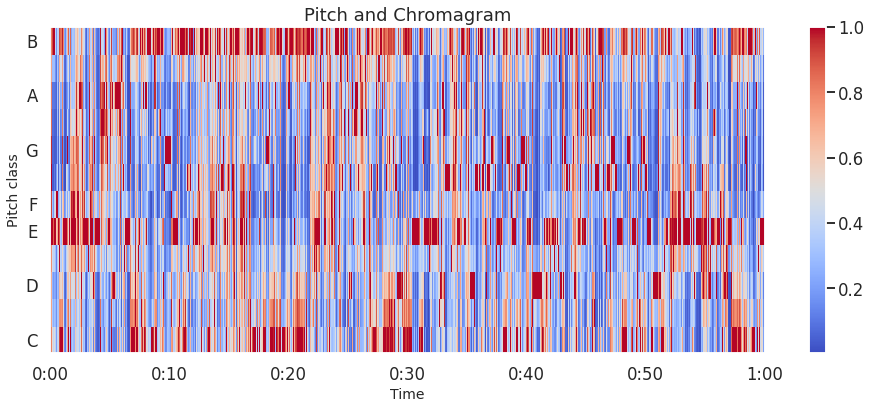 Pitch and Chromagram
Pitch class
B
A
G
F
E
D
C
0:00 0:10 0:20 0:30 0:40 0:50 1:00
Time
1.0
0.8
0.6
0.4
0.2